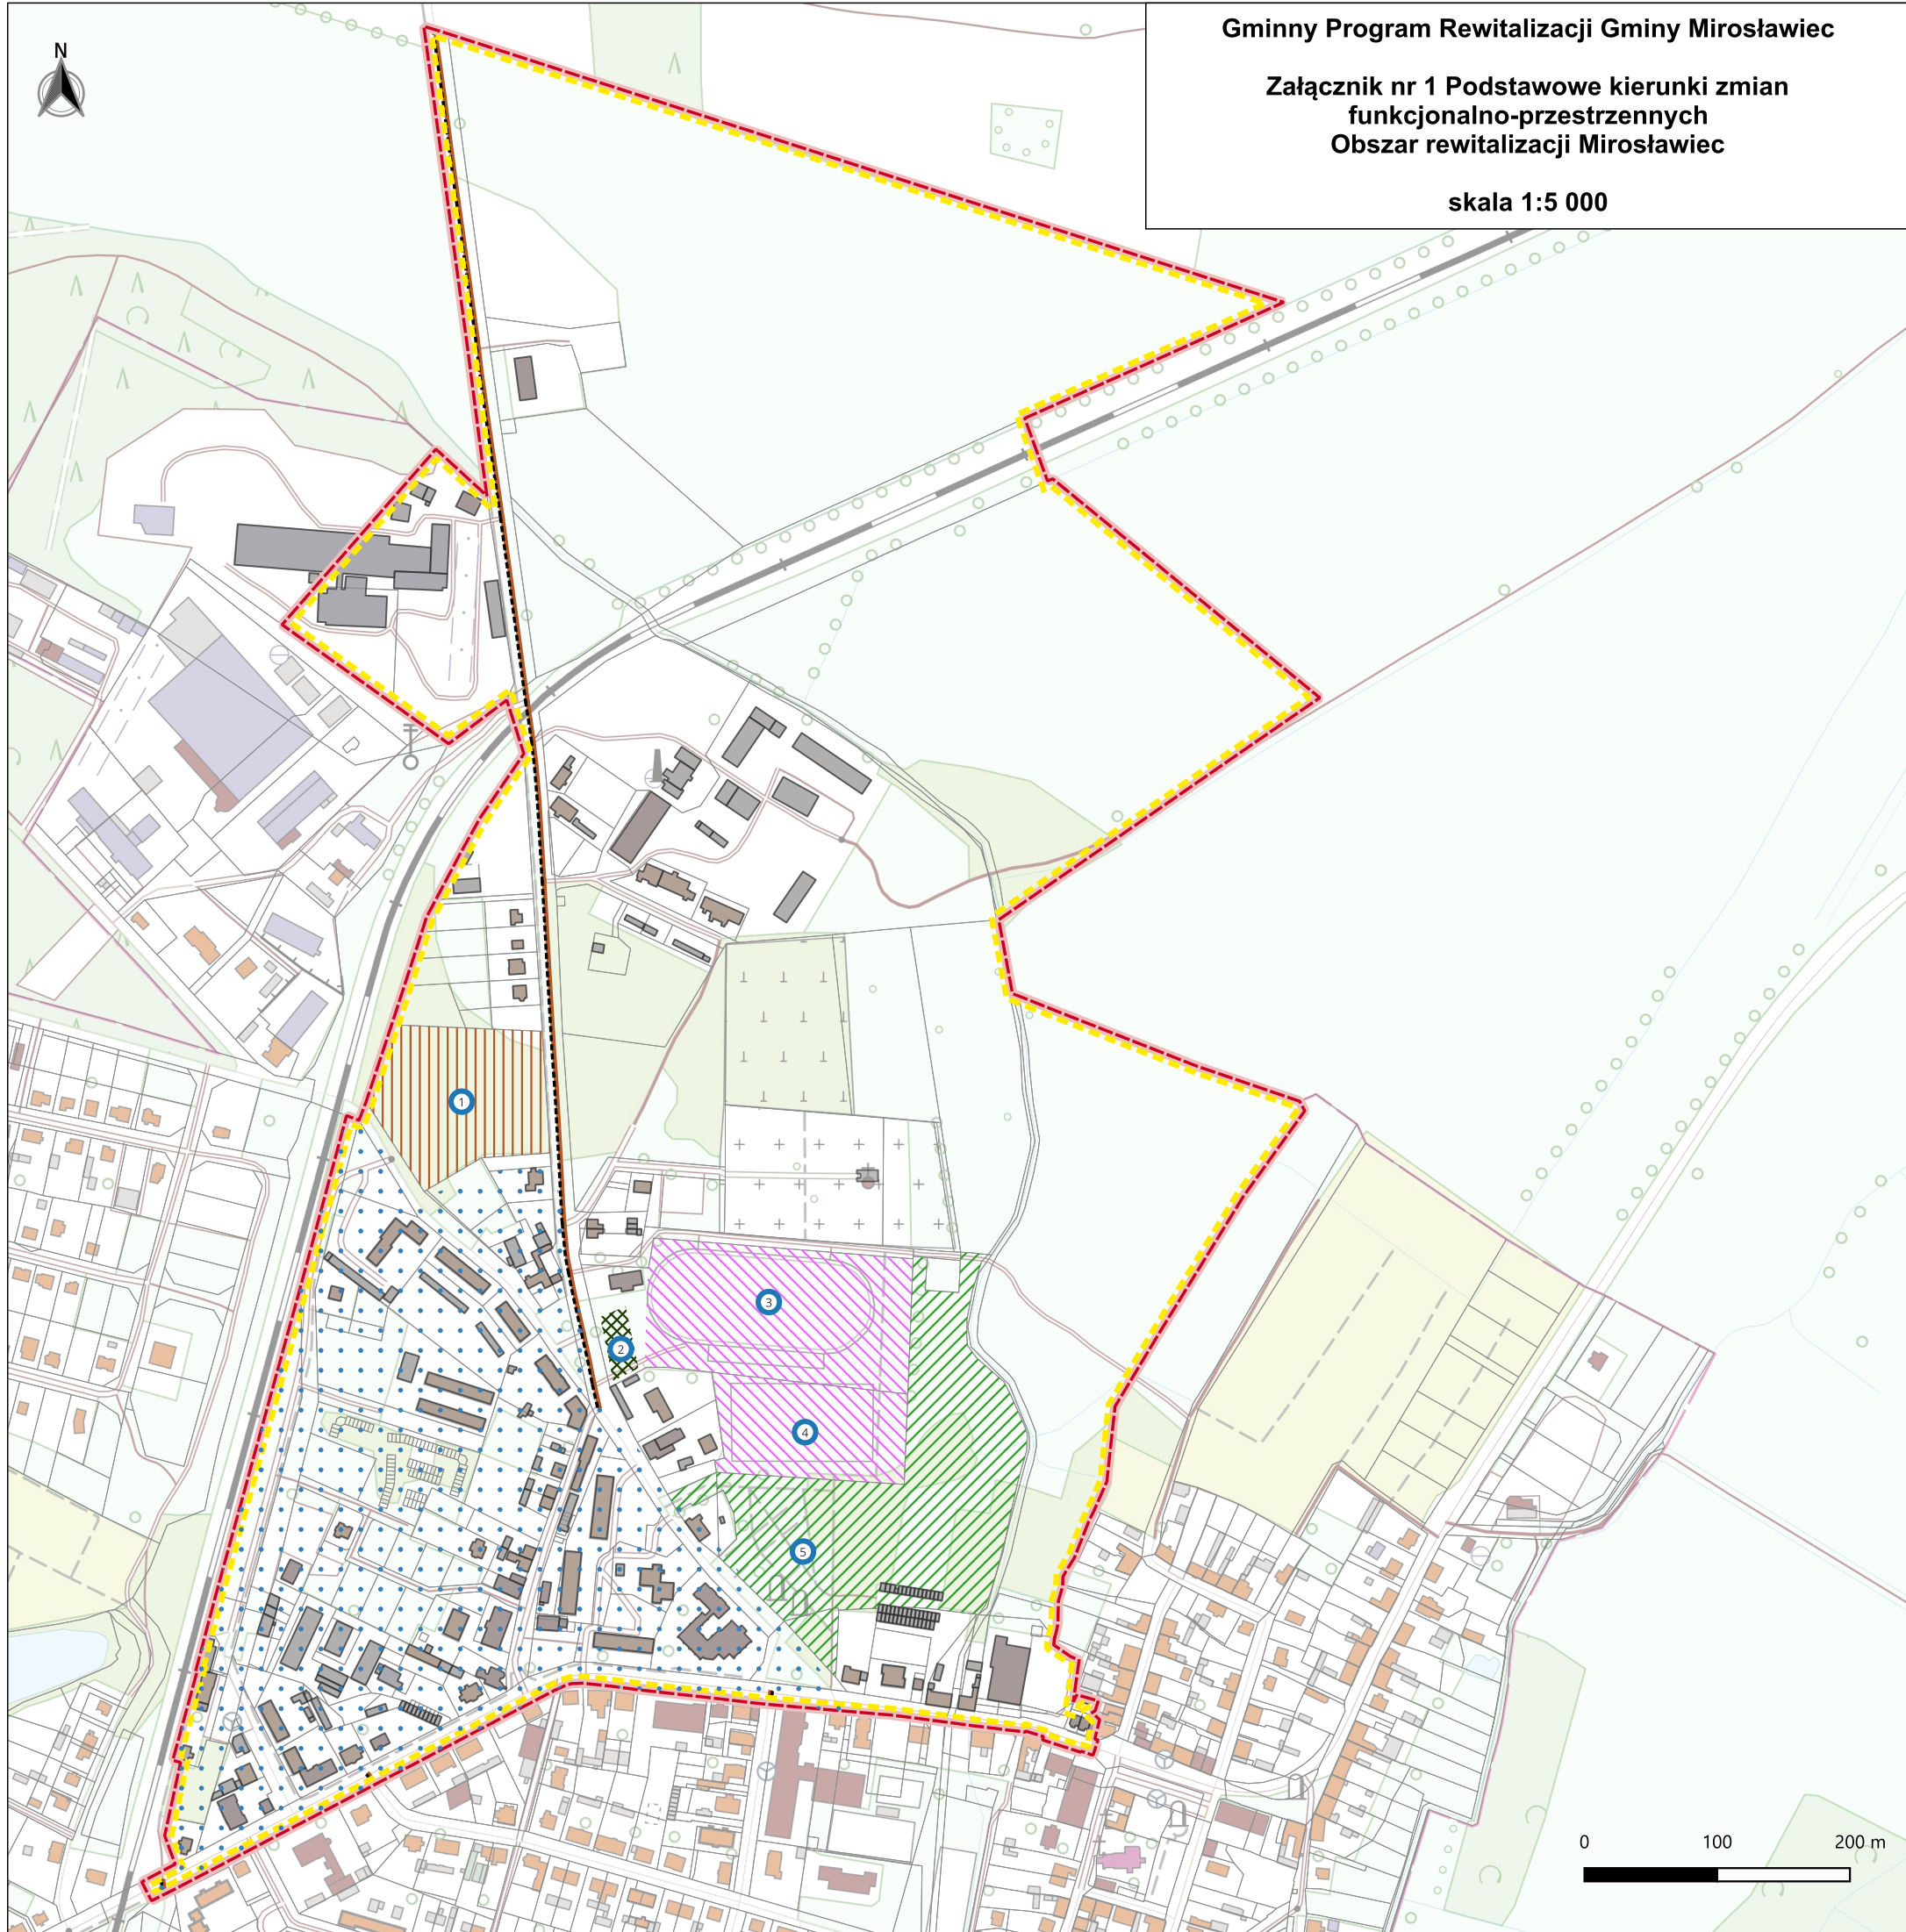 Gminny Program Rewitalizacji Gminy Mirosławiec
Załącznik nr 1 Podstawowe kierunki zmian
funkcjonalno-przestrzennych
Obszar rewitalizacji Mirosławiec
skala 1:5 000
N
1
3
2
4
5
0 100 200 m